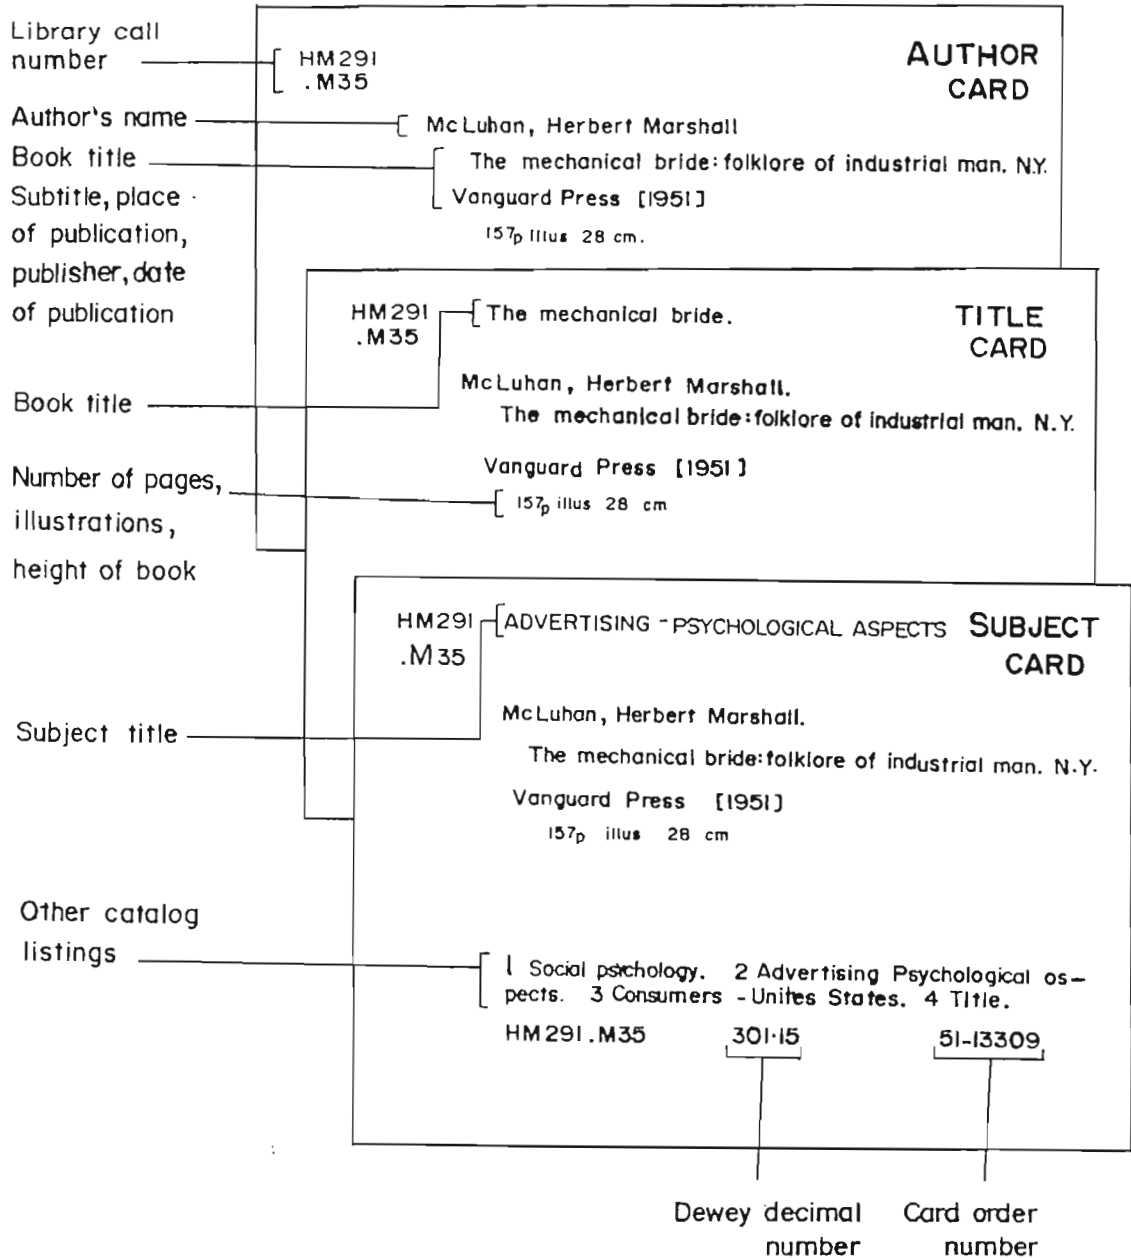 Library call
number
HM291
.M35
AUTHOR
CARD
Author's name
McLuhan, Herbert Marshall
Book title
The mechanical bride: folklore of industrial man. N.Y.
Subtitle, place
of publication,
publisher, date
of publication
Vanguard Press [1951]
157p illus 28 cm.
HM291
.M35
The mechanical bride.
TITLE
CARD
Book title
McLuhan, Herbert Marshall.
The mechanical bride: folklore of industrial man. N.Y.
Vanguard Press [1951]
Number of pages,
illustrations,
height of book
157p illus 28 cm
HM291
.M35
ADVERTISING - PSYCHOLOGICAL ASPECTS
SUBJECT
CARD
Subject title
McLuhan, Herbert Marshall.
The mechanical bride: folklore of industrial man. N.Y.
Vanguard Press [1951]
157p illus 28 cm
Other catalog
listings
1 Social psychology. 2 Advertising Psychological os-
pects. 3 Consumers - Unites States. 4 Title.
HM291.M35 301.15 51-13309
Dewey decimal
number
Card order
number